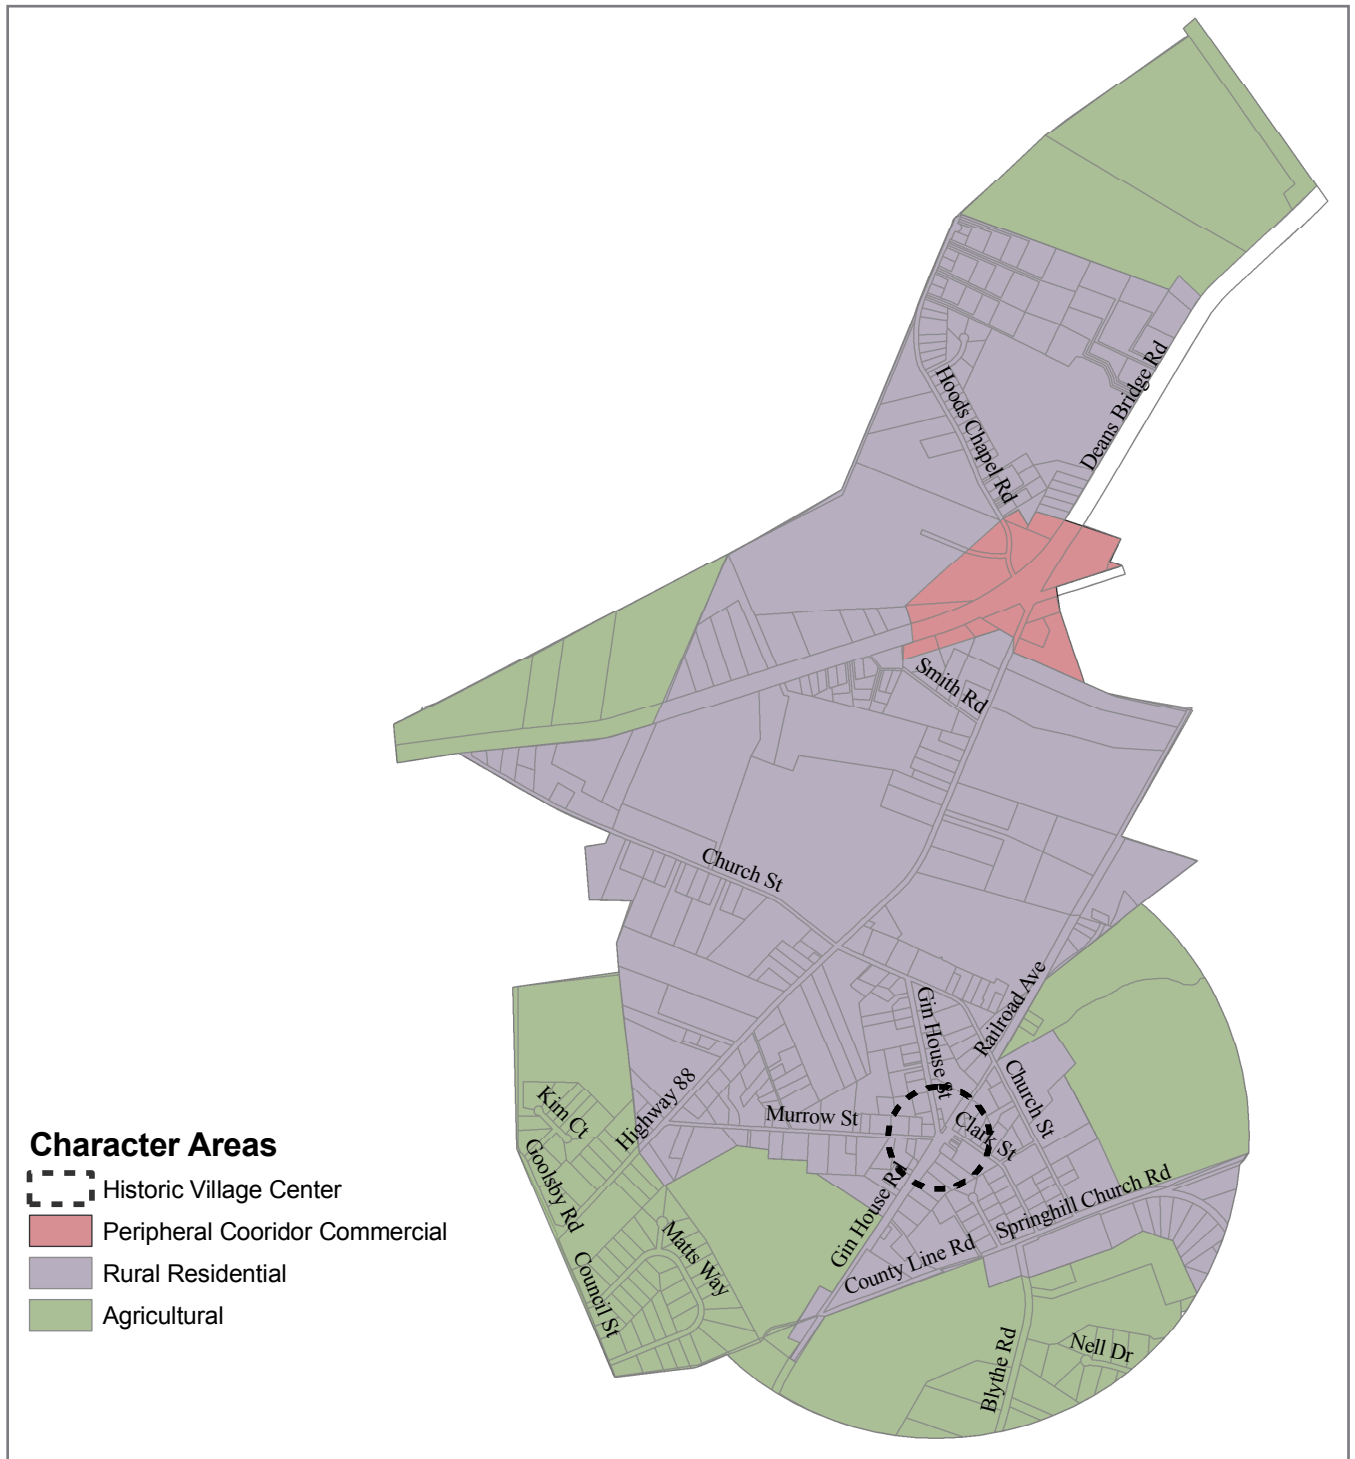 Deans Bridge Rd
Hoods Chapel Rd
Smith Rd
Church St
Railroad Ave
Gin House St
Church St
Clark St
Murrow St
Highway 88
Kim Ct
Goolsby Rd
Matts Way
Council St
Gin House Rd
Springhill Church Rd
County Line Rd
Blythe Rd
Nell Dr
Character Areas
Historic Village Center
Peripheral Cooridor Commercial
Rural Residential
Agricultural